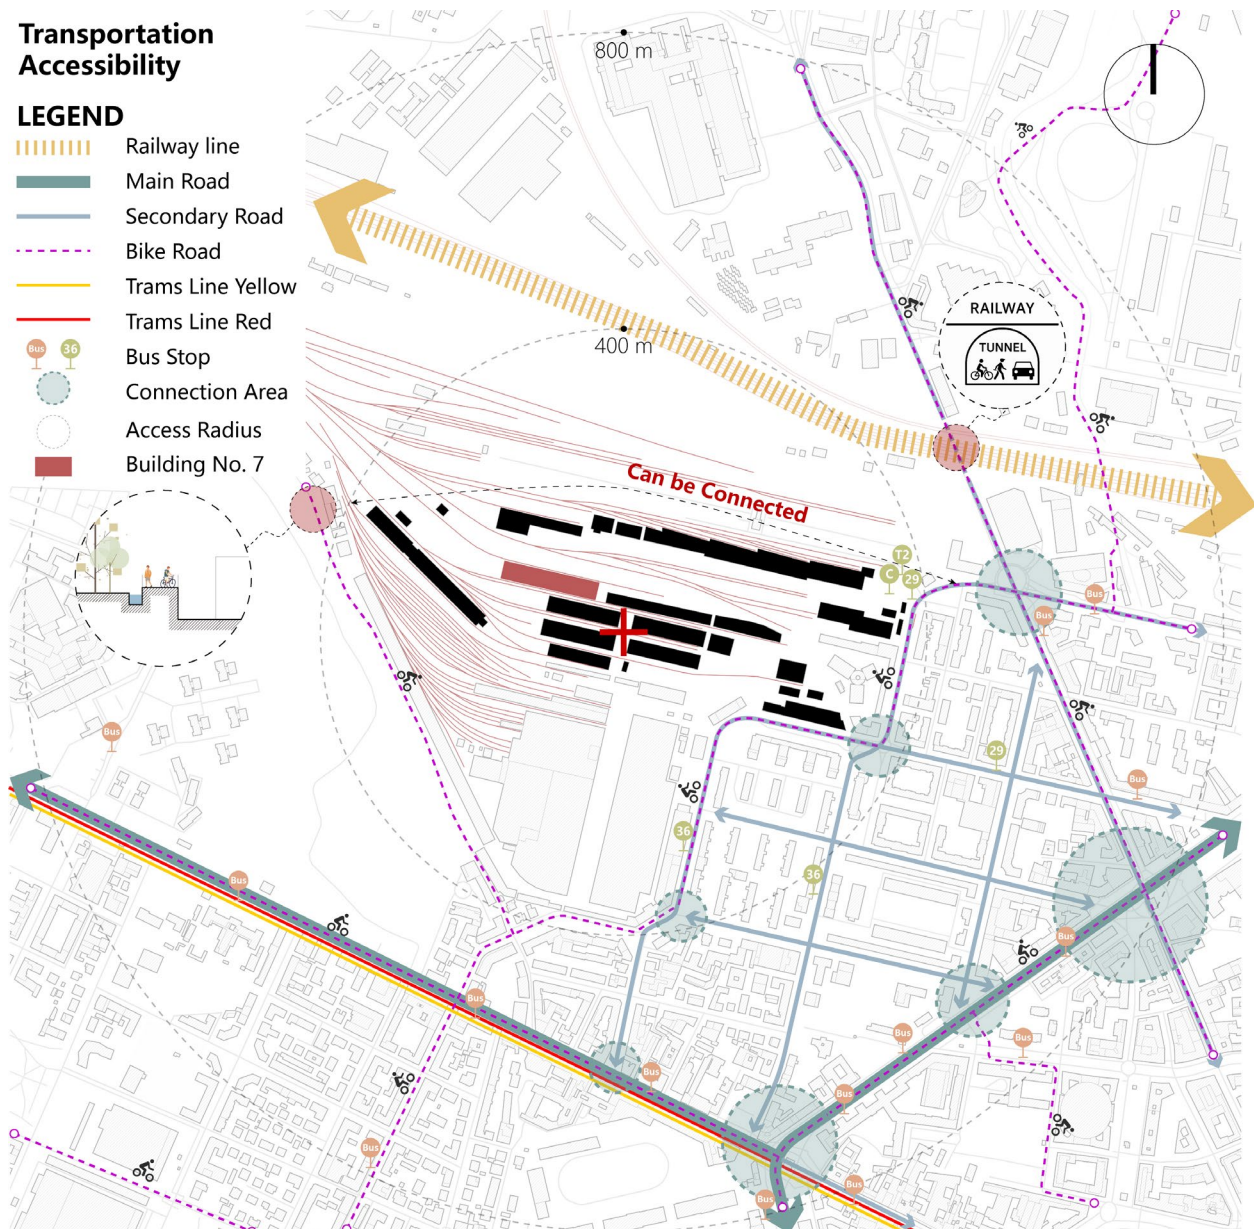 Transportation
Accessibility
LEGEND
Railway line
Main Road
Secondary Road
Bike Road
Trams Line Yellow
Trams Line Red
Bus 36
Bus Stop
Connection Area
Access Radius
Building No. 7
800 m
400 m
RAILWAY
TUNNEL
Can be Connected
T2
C
29
Bus
Bus
Bus
29
Bus
36
36
Bus
Bus
Bus
Bus
Bus
Bus
Bus
Bus
Bus
Bus